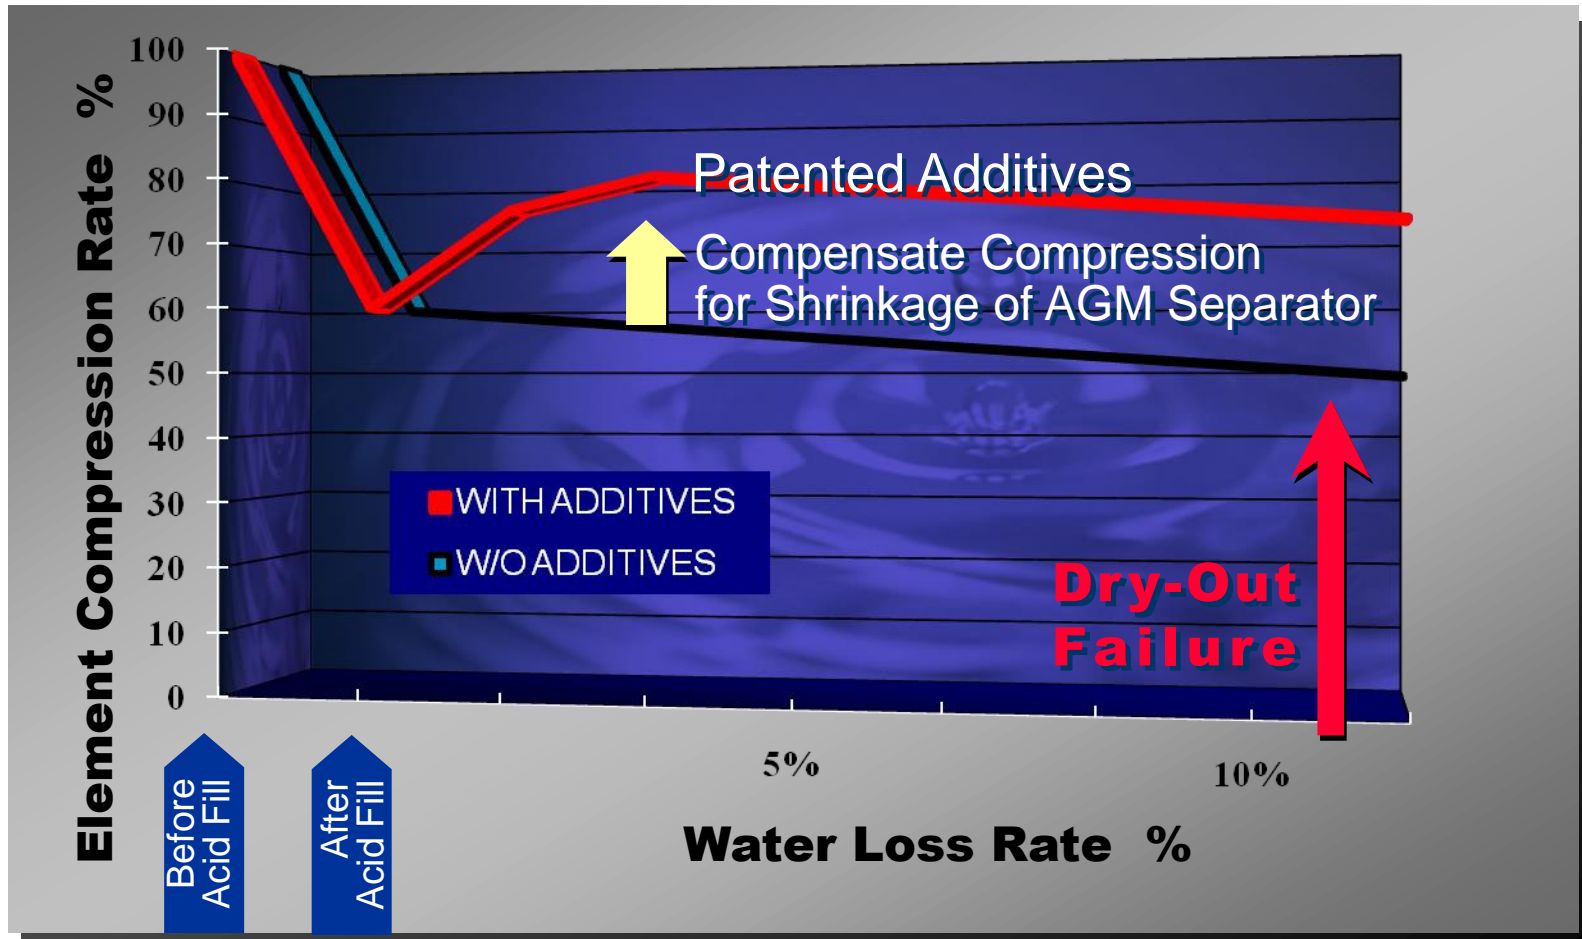 Element Compression Rate %
100
90
80
70
60
50
40
30
20
10
0
Patented Additives
Compensate Compression
for Shrinkage of AGM Separator
WITH ADDITIVES
W/O ADDITIVES
Dry-Out
Failure
5%
10%
Before
Acid Fill
After
Acid Fill
Water Loss Rate %